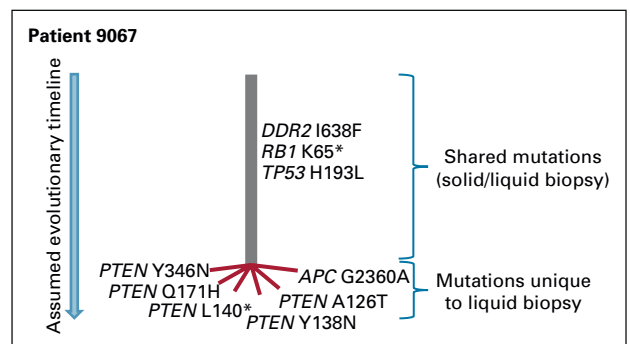 Patient 9067
Assumed evolutionary timeline
DDR2 I638F
RB1 K65*
TP53 H193L
Shared mutations
(solid/liquid biopsy)
PTEN Y346N
PTEN Q171H
PTEN L140*
PTEN Y138N
PTEN A126T
APC G2360A
Mutations unique
to liquid biopsy